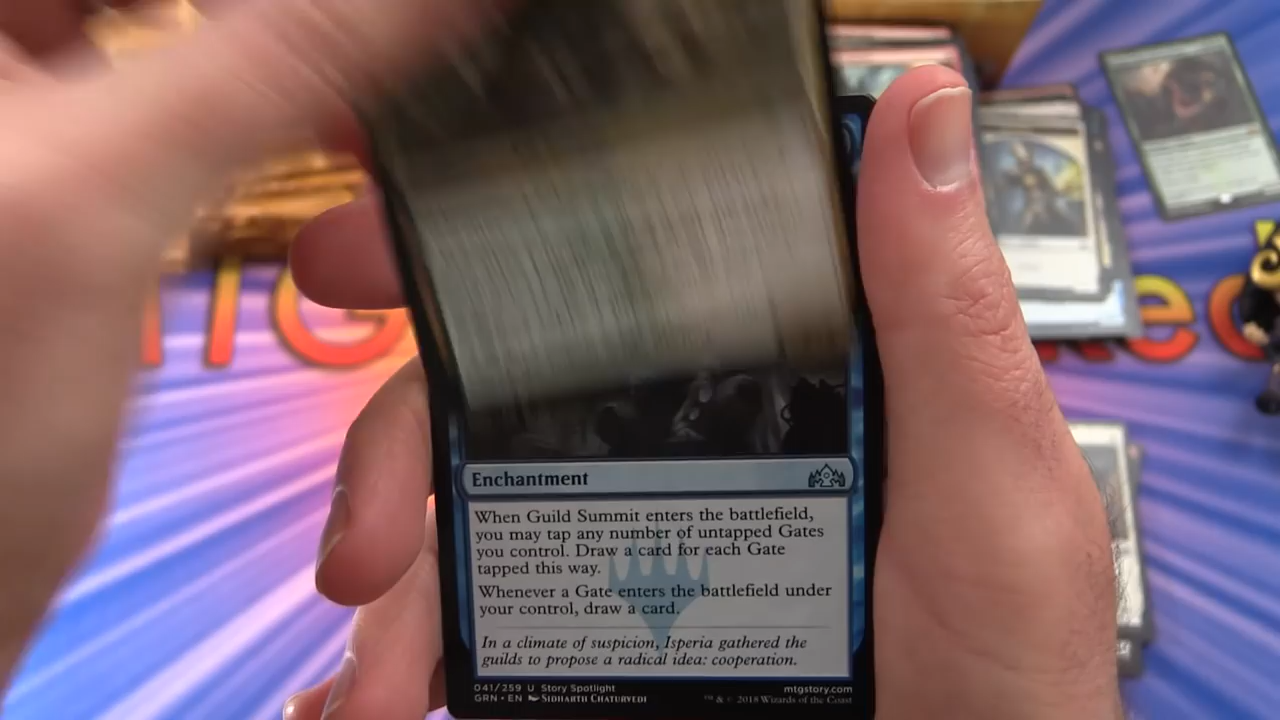 Enchantment
When Guild Summit enters the battlefield,
you may tap any number of untapped Gates
you control. Draw a card for each Gate
tapped this way.
Whenever a Gate enters the battlefield under
your control, draw a card.
In a climate of suspicion, Isperia gathered the
guilds to propose a radical idea: cooperation.
041/259 U Story Spotlight
GRN • EN SIDHARTH CHATURVEDI
mtgstory.com
™ & © 2018 Wizards of the Coast